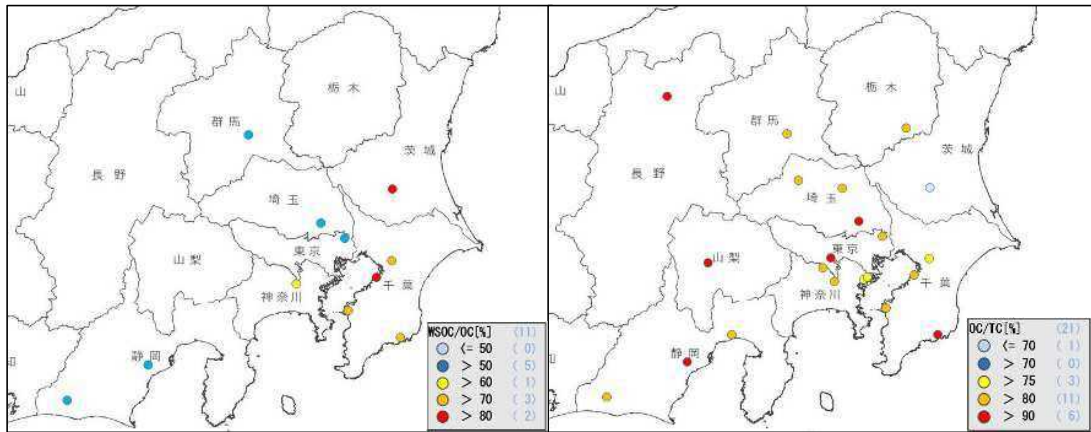 山
栃木
群馬
茨城
長野
埼玉
東京
山梨
千葉
神奈川
静岡
知
WSOC/OC[%] (11)
<= 50 ( 0)
> 50 ( 5)
> 60 ( 1)
> 70 ( 3)
> 80 ( 2)
山
栃木
群馬
茨城
長野
埼玉
東京
山梨
千葉
神奈川
静岡
知
OC/TC[%] (21)
<= 70 ( 1)
> 70 ( 0)
> 75 ( 3)
> 80 (11)
> 90 ( 6)